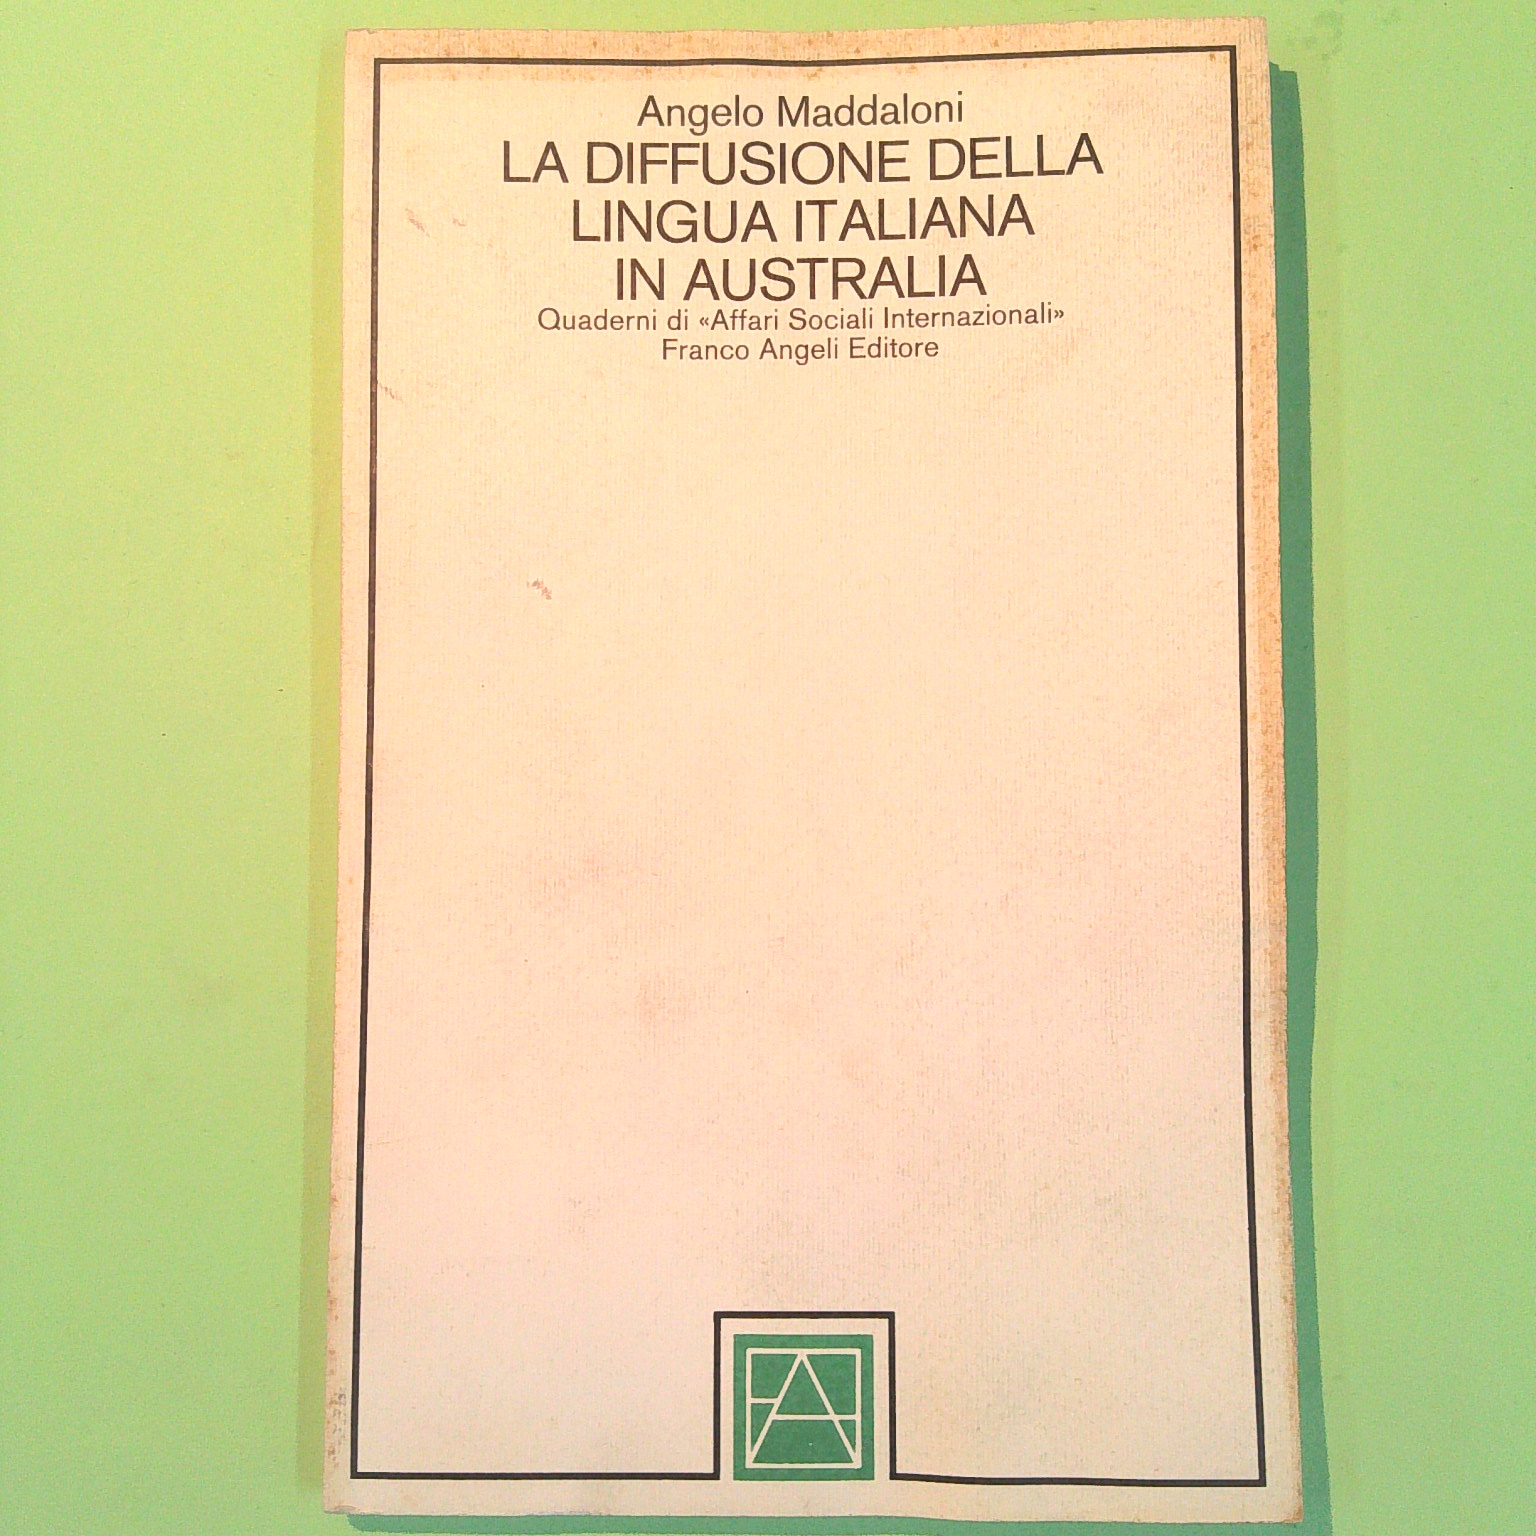 Angelo Maddaloni
LA DIFFUSIONE DELLA
LINGUA ITALIANA
IN AUSTRALIA
Quaderni di «Affari Sociali Internazionali»
Franco Angeli Editore